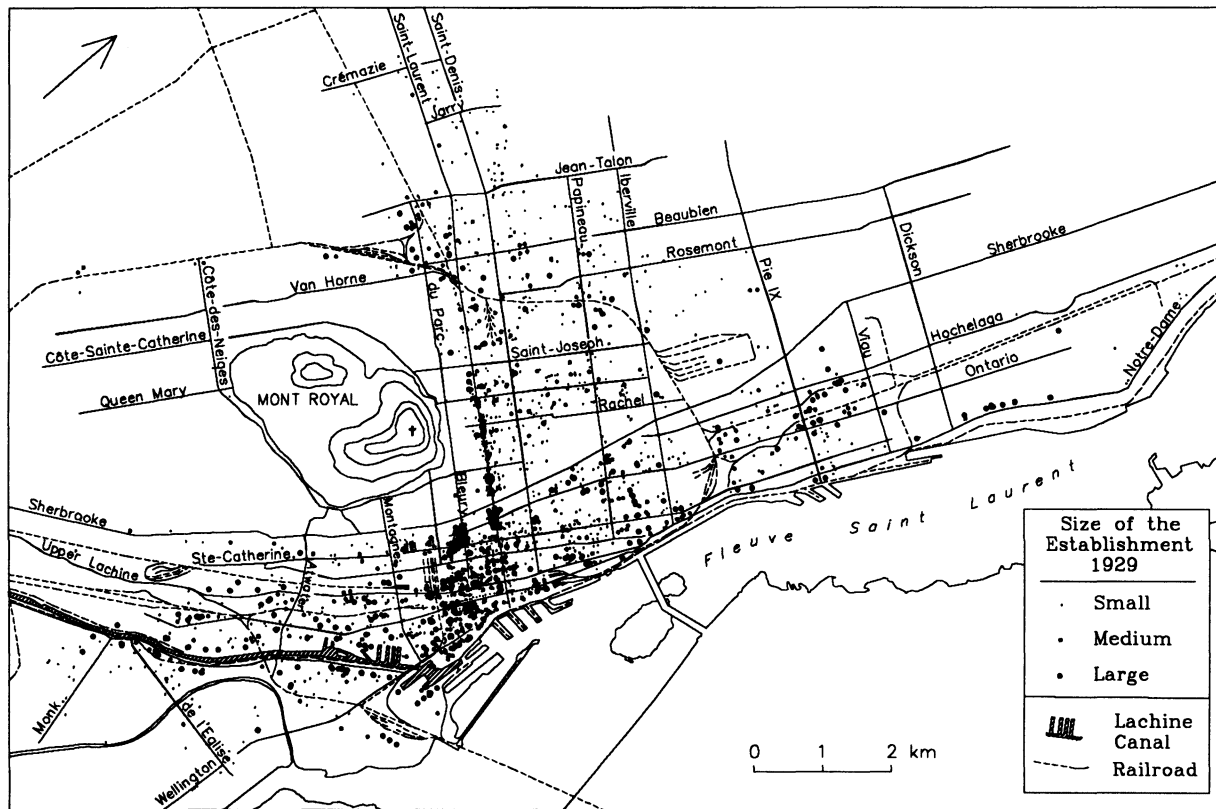 Saint-Laurent
Saint-Denis
Crémazie
Jarry
Jean-Talon
Papineau
Iberville
Beaubien
Rosemont
Pie IX
Dickson
Sherbrooke
Côte-des-Neiges
Van Horne
du Parc
Côte-Sainte-Catherine
Saint-Joseph
Viau
Hochelaga
Notre-Dame
Ontario
Queen Mary
MONT ROYAL
Rachel
Bleury
Sherbrooke
Montagnes
Ste-Catherine
Upper Lachine
Atwater
Fleuve Saint Laurent
Monk
de l'Eglise
Wellington
0 1 2 km
Size of the
Establishment
1929
Small
Medium
Large
Lachine
Canal
Railroad